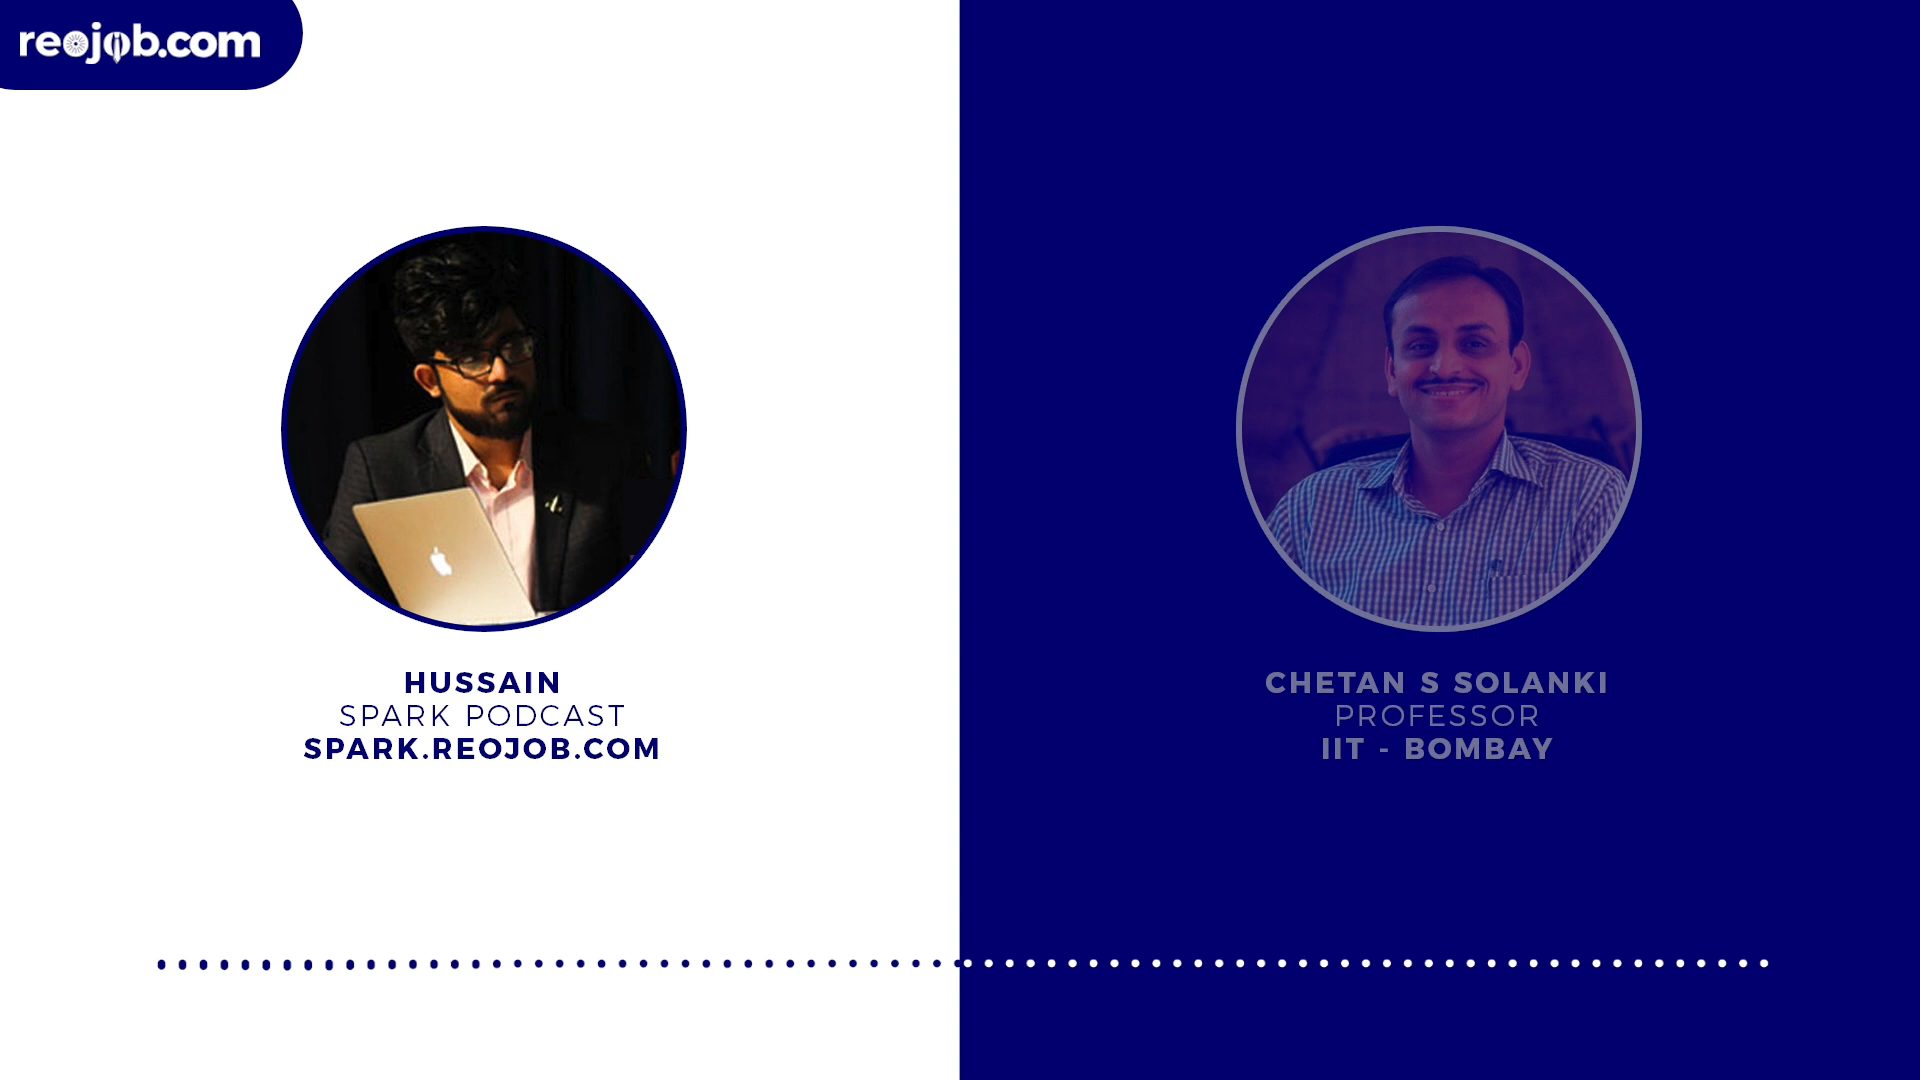 reojob.com
HUSSAIN
SPARK PODCAST
SPARK.REOJOB.COM
CHETAN S SOLANKI
PROFESSOR
IIT - BOMBAY